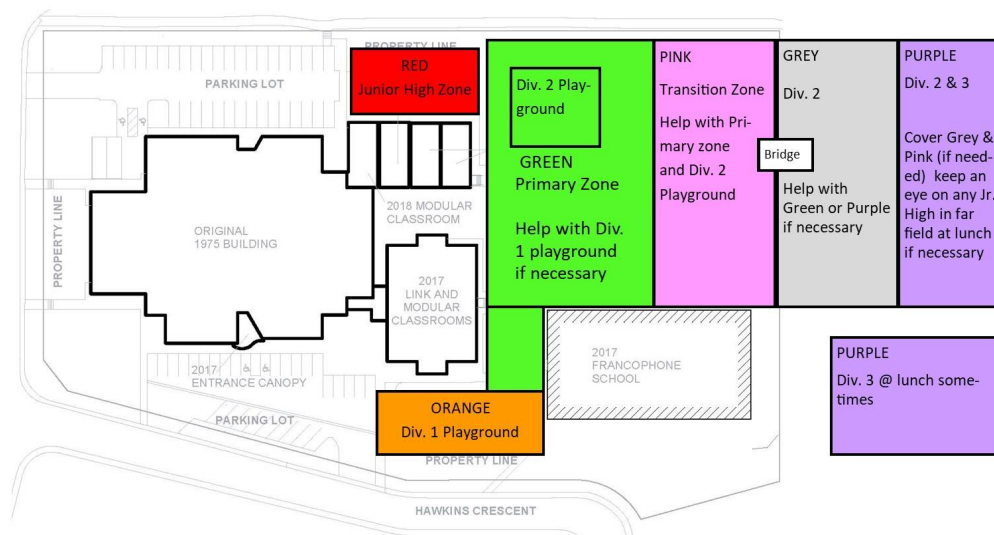 PROPERTY LINE
RED
Junior High Zone
PARKING LOT
Div. 2 Play-
ground
GREEN
Primary Zone
Help with Div.
1 playground
if necessary
PINK
Transition Zone
Help with Pri-
mary zone
and Div. 2
Playground
GREY
Div. 2
Bridge
Help with
Green or Purple
if necessary
PURPLE
Div. 2 & 3
Cover Grey &
Pink (if need-
ed) keep an
eye on any Jr.
High in far
field at lunch
if necessary
PROPERTY LINE
ORIGINAL
1975 BUILDING
2018 MODULAR
CLASSROOM
2017
LINK AND
MODULAR
CLASSROOMS
2017
ENTRANCE CANOPY
PARKING LOT
2017
FRANCOPHONE
SCHOOL
PURPLE
Div. 3 @ lunch some-
times
ORANGE
Div. 1 Playground
PROPERTY LINE
HAWKINS CRESCENT